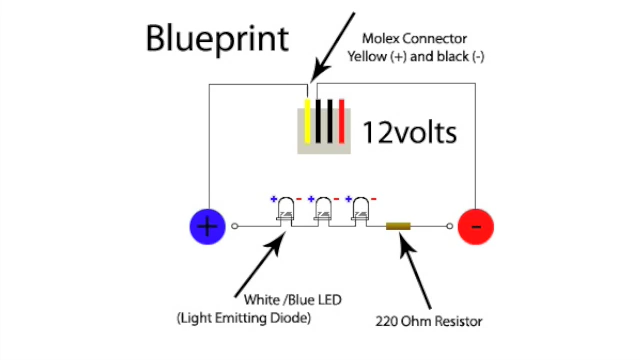 Blueprint
Molex Connector
Yellow (+) and black (-)
12volts
+ - + - + -
+
-
White /Blue LED
(Light Emitting Diode)
220 Ohm Resistor